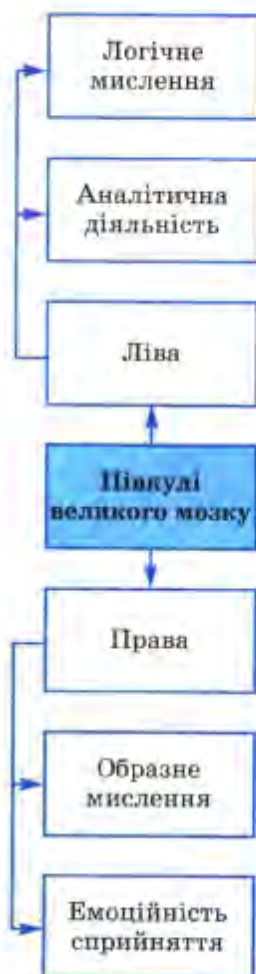 Логічне
мислення
Аналітична
діяльність
Ліва
Півкулі
великого мозку
Права
Образне
мислення
Емоційність
сприйняття